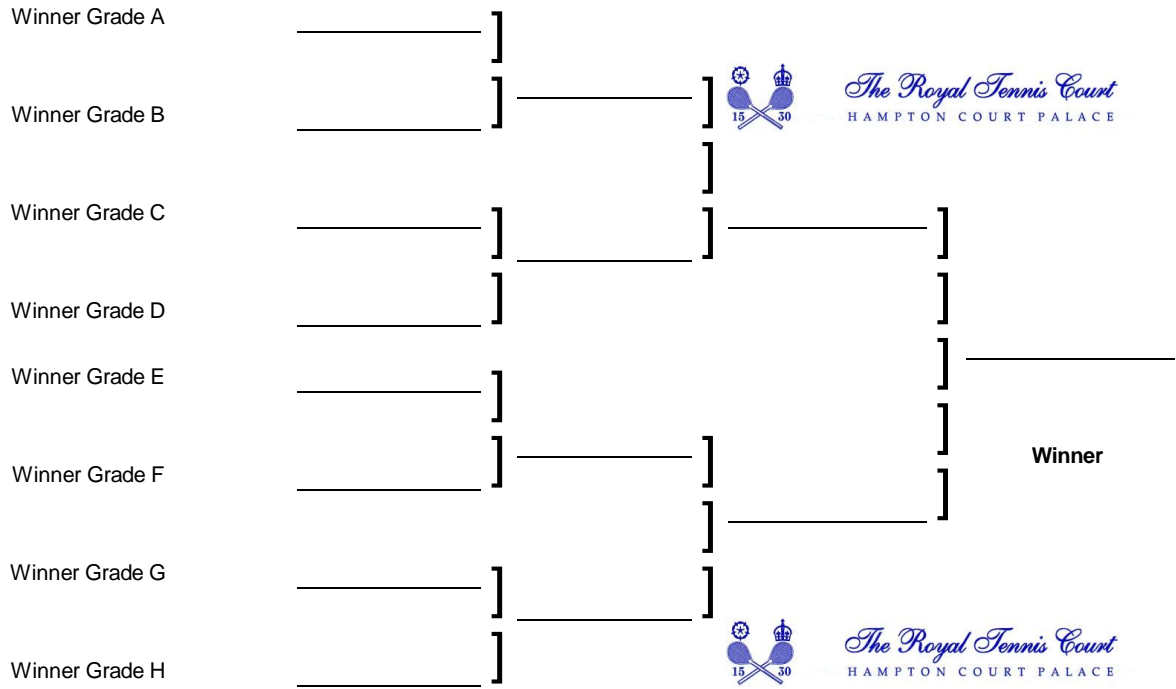 Winner Grade A
15 30
The Royal Tennis Court
HAMPTON COURT PALACE
Winner Grade B
Winner Grade C
Winner Grade D
Winner Grade E
Winner
Winner Grade F
Winner Grade G
15 30
The Royal Tennis Court
HAMPTON COURT PALACE
Winner Grade H